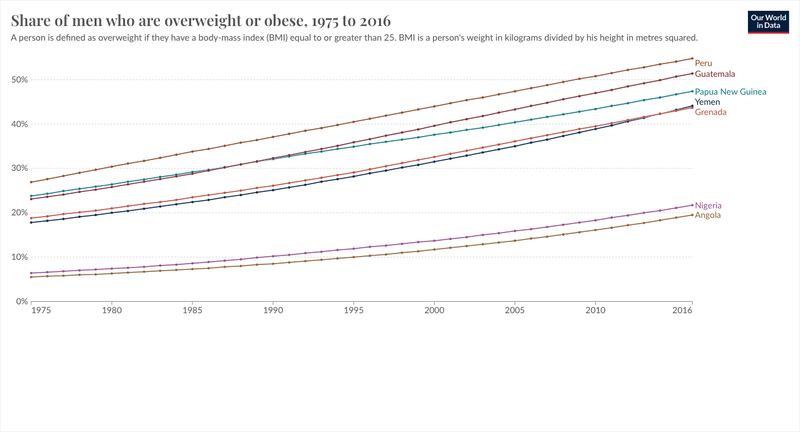 Share of men who are overweight or obese, 1975 to 2016
Our World
in Data
A person is defined as overweight if they have a body-mass index (BMI) equal to or greater than 25. BMI is a person's weight in kilograms divided by his height in metres squared.
50%
40%
30%
20%
10%
0%
Peru
Guatemala
Papua New Guinea
Yemen
Grenada
Nigeria
Angola
1975
1980
1985
1990
1995
2000
2005
2010
2016